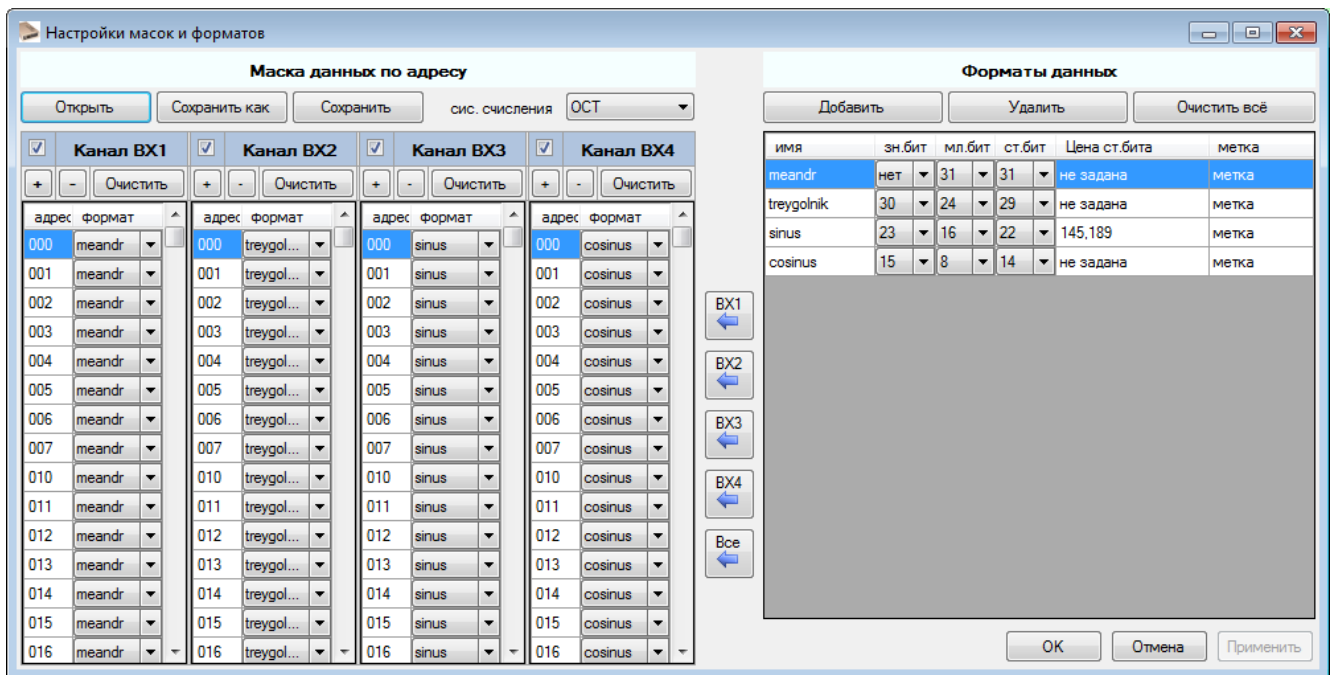 Настройки масок и форматов
Маска данных по адресу
Форматы данных
Открыть Сохранить как Сохранить сис. счисления ОСТ
Добавить Удалить Очистить всё
Канал ВХ1 Канал ВХ2 Канал ВХ3 Канал ВХ4
+ - Очистить + - Очистить + - Очистить + - Очистить
адрес формат адрес формат адрес формат адрес формат
000 meandr 000 treygol... 000 sinus 000 cosinus
001 meandr 001 treygol... 001 sinus 001 cosinus
002 meandr 002 treygol... 002 sinus 002 cosinus
003 meandr 003 treygol... 003 sinus 003 cosinus
004 meandr 004 treygol... 004 sinus 004 cosinus
005 meandr 005 treygol... 005 sinus 005 cosinus
006 meandr 006 treygol... 006 sinus 006 cosinus
007 meandr 007 treygol... 007 sinus 007 cosinus
010 meandr 010 treygol... 010 sinus 010 cosinus
011 meandr 011 treygol... 011 sinus 011 cosinus
012 meandr 012 treygol... 012 sinus 012 cosinus
013 meandr 013 treygol... 013 sinus 013 cosinus
014 meandr 014 treygol... 014 sinus 014 cosinus
015 meandr 015 treygol... 015 sinus 015 cosinus
016 meandr 016 treygol... 016 sinus 016 cosinus
ВХ1
ВХ2
ВХ3
ВХ4
Все
имя зн.бит мл.бит ст.бит Цена ст.бита метка
meandr нет 31 31 не задана метка
treygolnik 30 24 29 не задана метка
sinus 23 16 22 145,189 метка
cosinus 15 8 14 не задана метка
ОК Отмена Применить